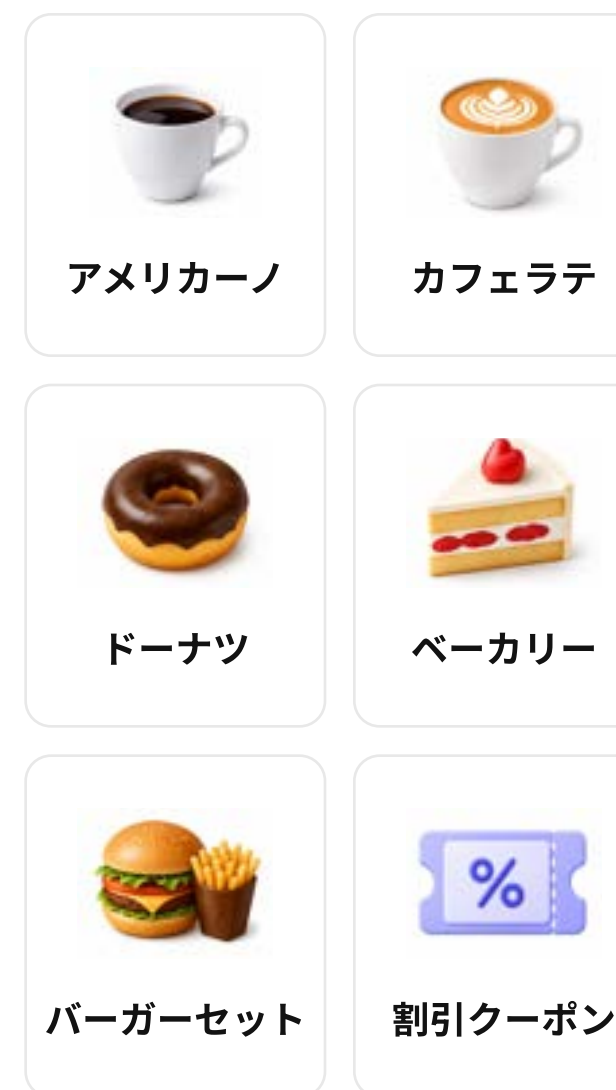 アメリカーノ
カフェラテ
ドーナツ
ベーカリー
バーガーセット
%
割引クーポン